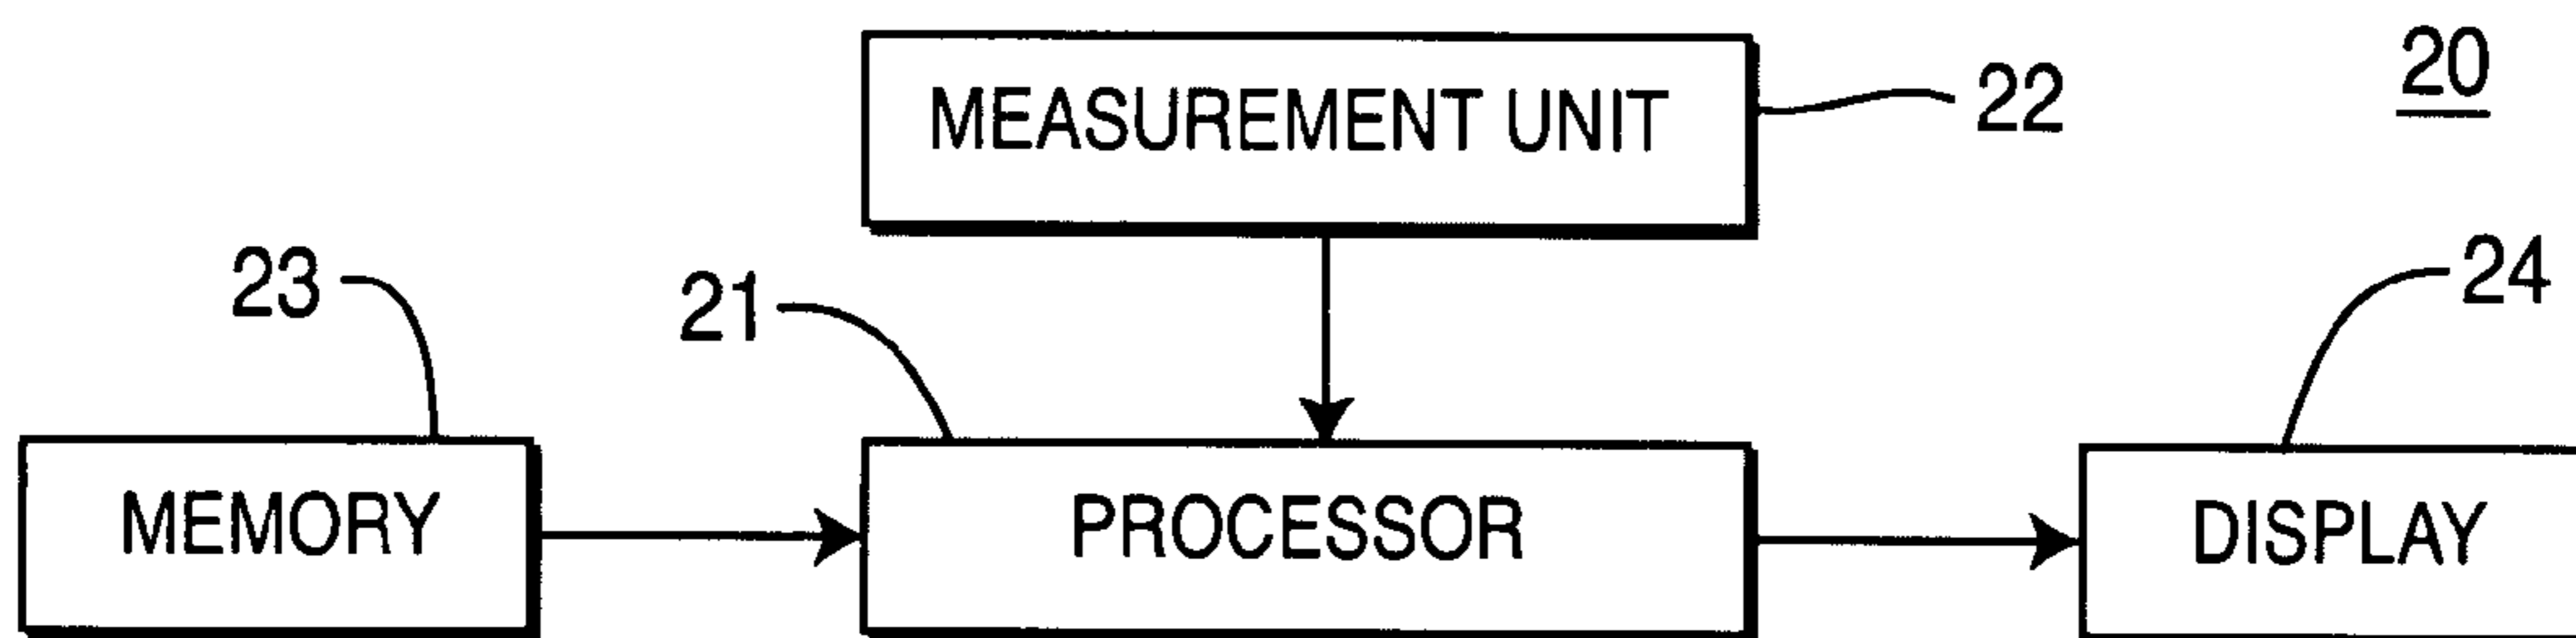 20
MEASUREMENT UNIT
22
23
21
24
MEMORY
PROCESSOR
DISPLAY